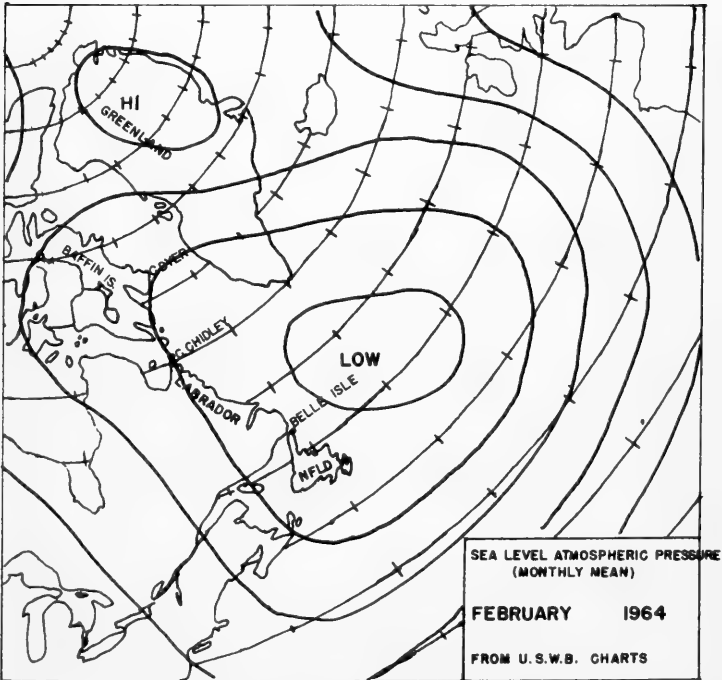 HI
GREENLAND
BAFFIN IS.
C. DYER
C. CHIDLEY
LABRADOR
LOW
BELLE ISLE
NFLD
SEA LEVEL ATMOSPHERIC PRESSURE
(MONTHLY MEAN)
FEBRUARY 1964
FROM U.S.W.B. CHARTS